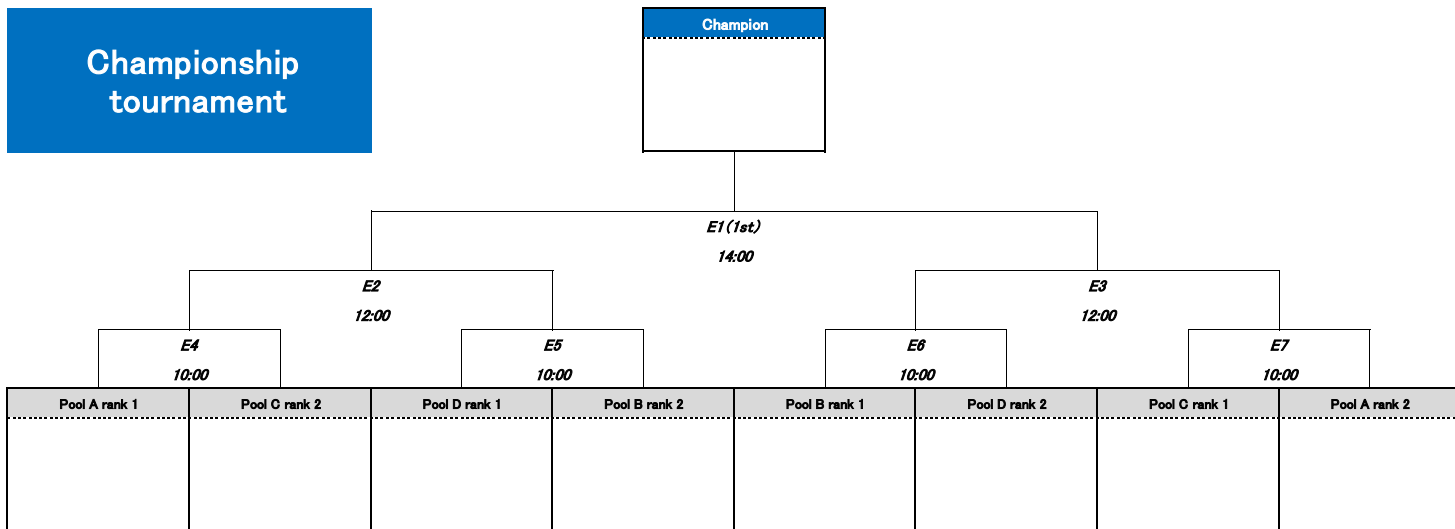 Championship
tournament
Champion
E1(1st)
14:00
E2
E3
12:00
12:00
E4
E5
E6
E7
10:00
10:00
10:00
10:00
Pool A rank 1
Pool C rank 2
Pool D rank 1
Pool B rank 2
Pool B rank 1
Pool D rank 2
Pool C rank 1
Pool A rank 2